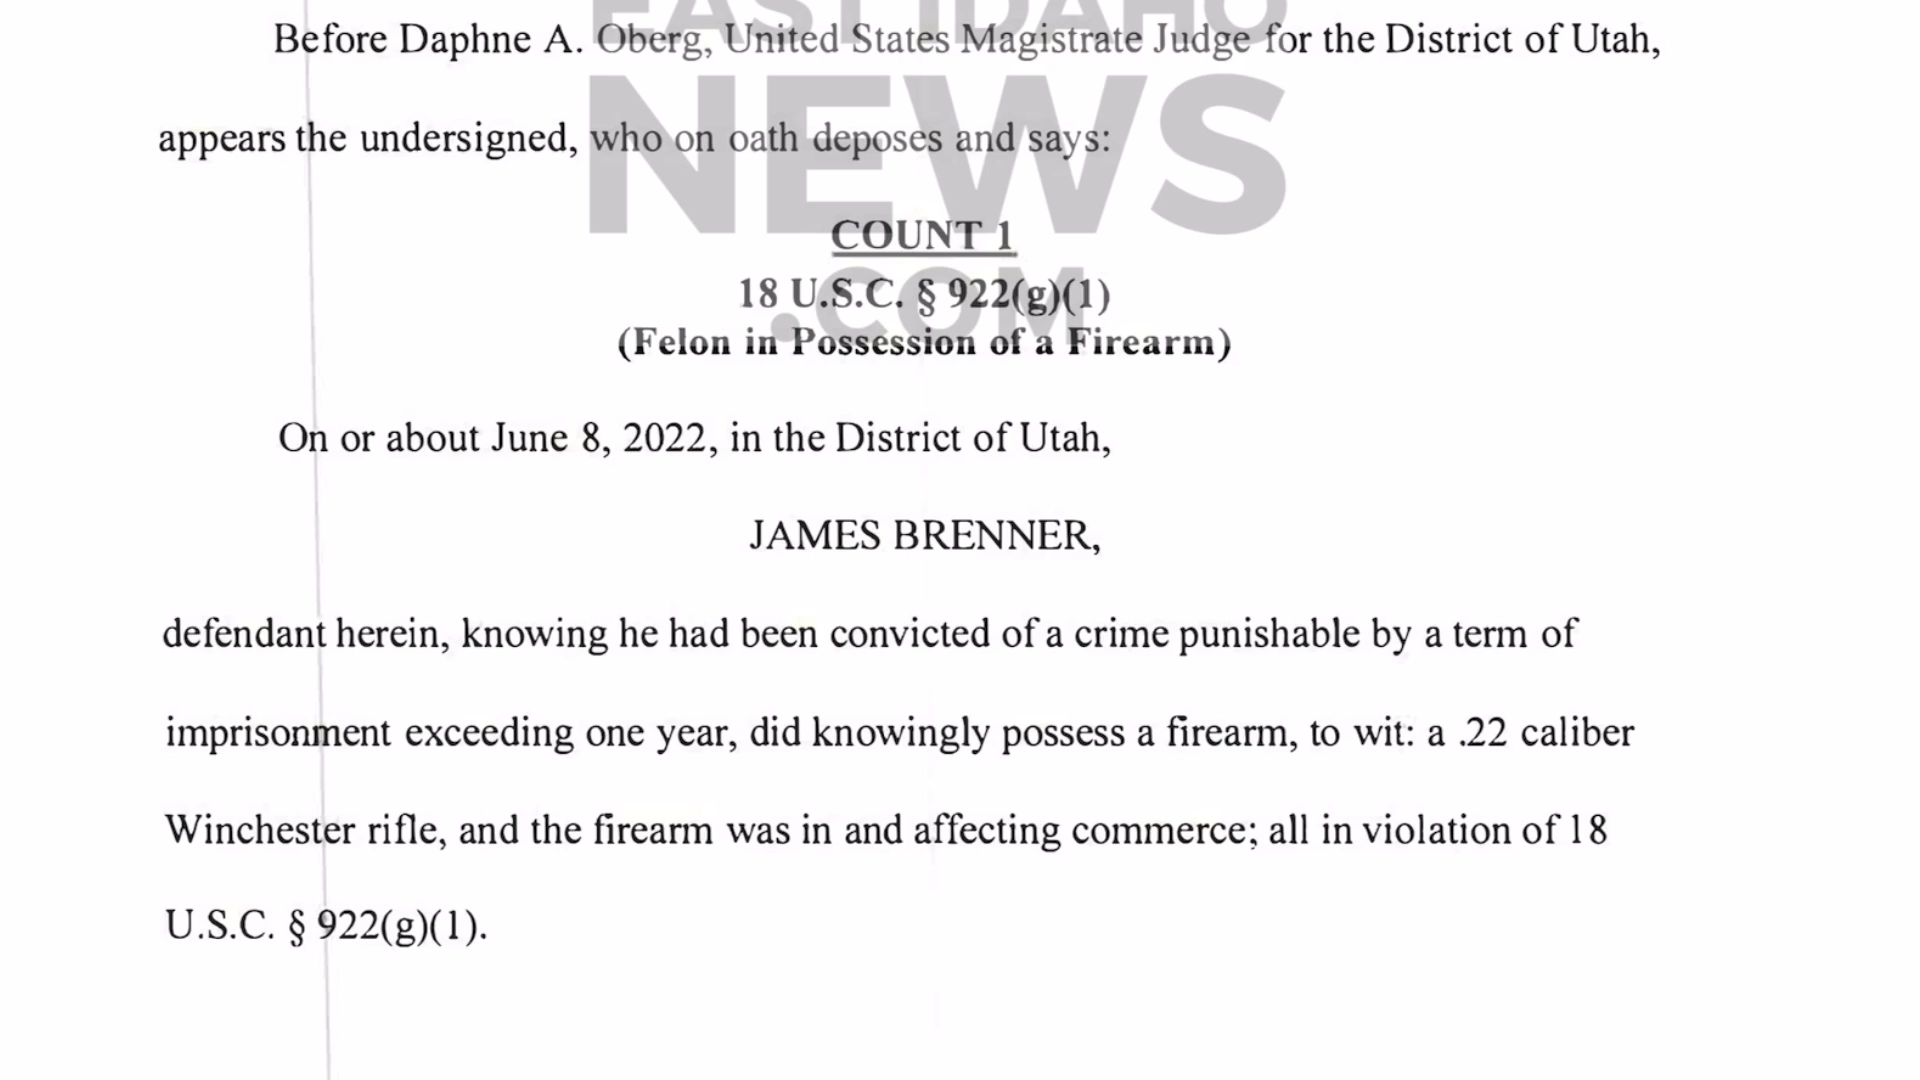 EAST IDAHO
NEWS
.COM
Before Daphne A. Oberg, United States Magistrate Judge for the District of Utah,
appears the undersigned, who on oath deposes and says:
COUNT 1
18 U.S.C. § 922(g)(1)
(Felon in Possession of a Firearm)
On or about June 8, 2022, in the District of Utah,
JAMES BRENNER,
defendant herein, knowing he had been convicted of a crime punishable by a term of
imprisonment exceeding one year, did knowingly possess a firearm, to wit: a .22 caliber
Winchester rifle, and the firearm was in and affecting commerce; all in violation of 18
U.S.C. § 922(g)(1).